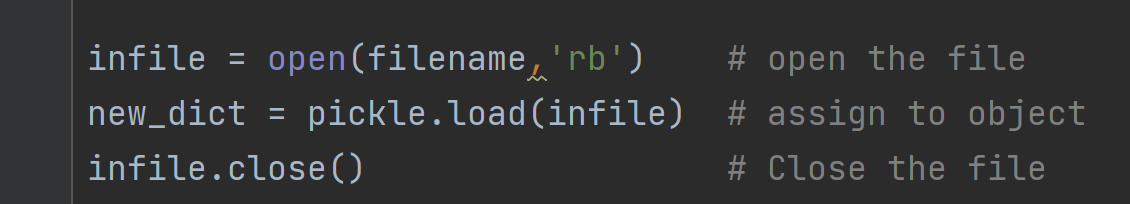 infile = open(filename,'rb')    # open the file
new_dict = pickle.load(infile)  # assign to object
infile.close()                  # Close the file